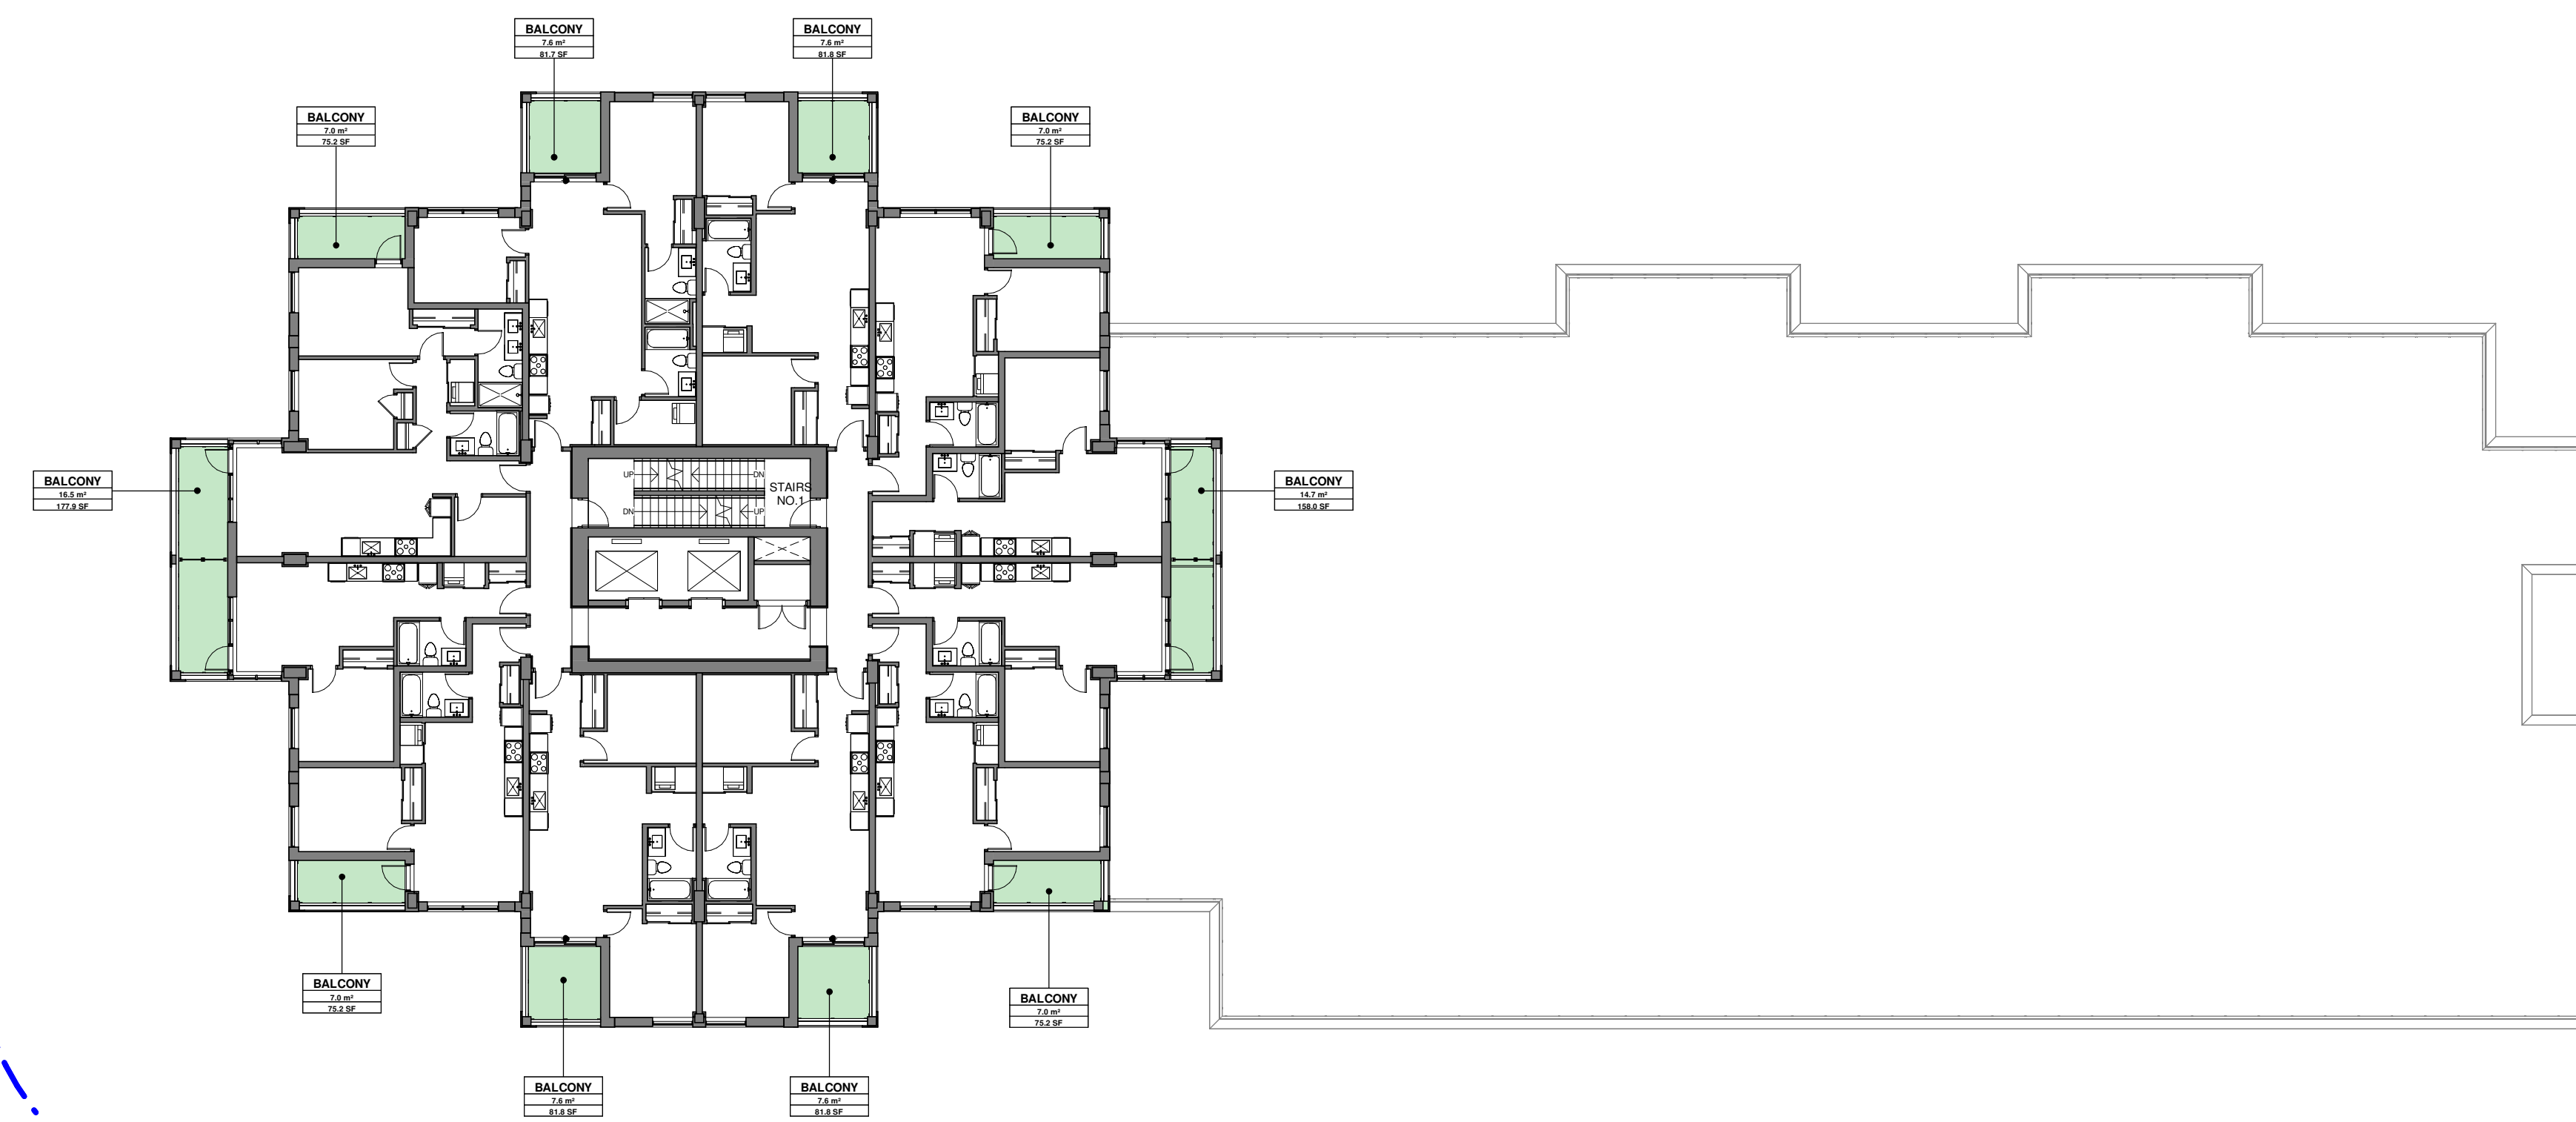 BALCONY
7.6 m²
81.7 SF
BALCONY
7.6 m²
81.8 SF
BALCONY
7.0 m²
75.2 SF
BALCONY
7.0 m²
75.2 SF
BALCONY
16.5 m²
177.9 SF
UP
DN
STAIRS
NO.1
DN
UP
BALCONY
14.7 m²
158.0 SF
BALCONY
7.0 m²
75.2 SF
BALCONY
7.0 m²
75.2 SF
BALCONY
7.6 m²
81.8 SF
BALCONY
7.6 m²
81.8 SF